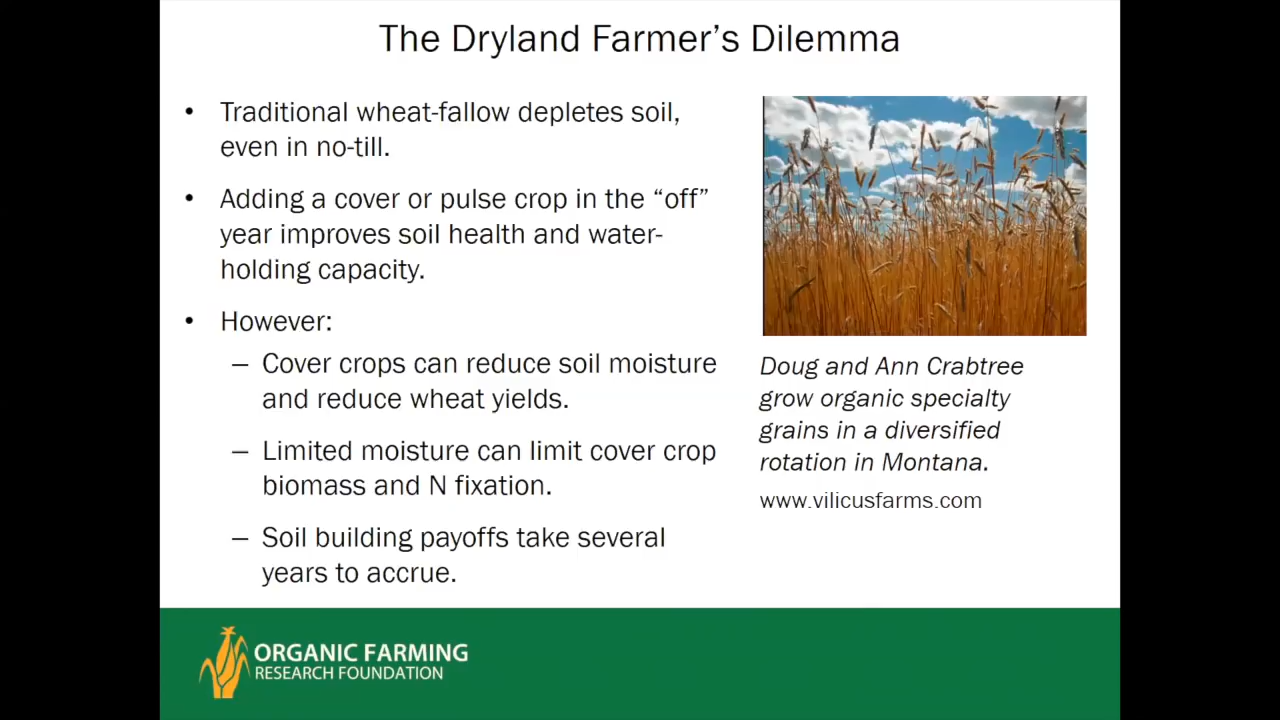 The Dryland Farmer’s Dilemma
• Traditional wheat-fallow depletes soil,
even in no-till.
• Adding a cover or pulse crop in the “off”
year improves soil health and water-
holding capacity.
• However:
– Cover crops can reduce soil moisture
and reduce wheat yields.
– Limited moisture can limit cover crop
biomass and N fixation.
– Soil building payoffs take several
years to accrue.
Doug and Ann Crabtree
grow organic specialty
grains in a diversified
rotation in Montana.
www.vilicusfarms.com
ORGANIC FARMING
RESEARCH FOUNDATION